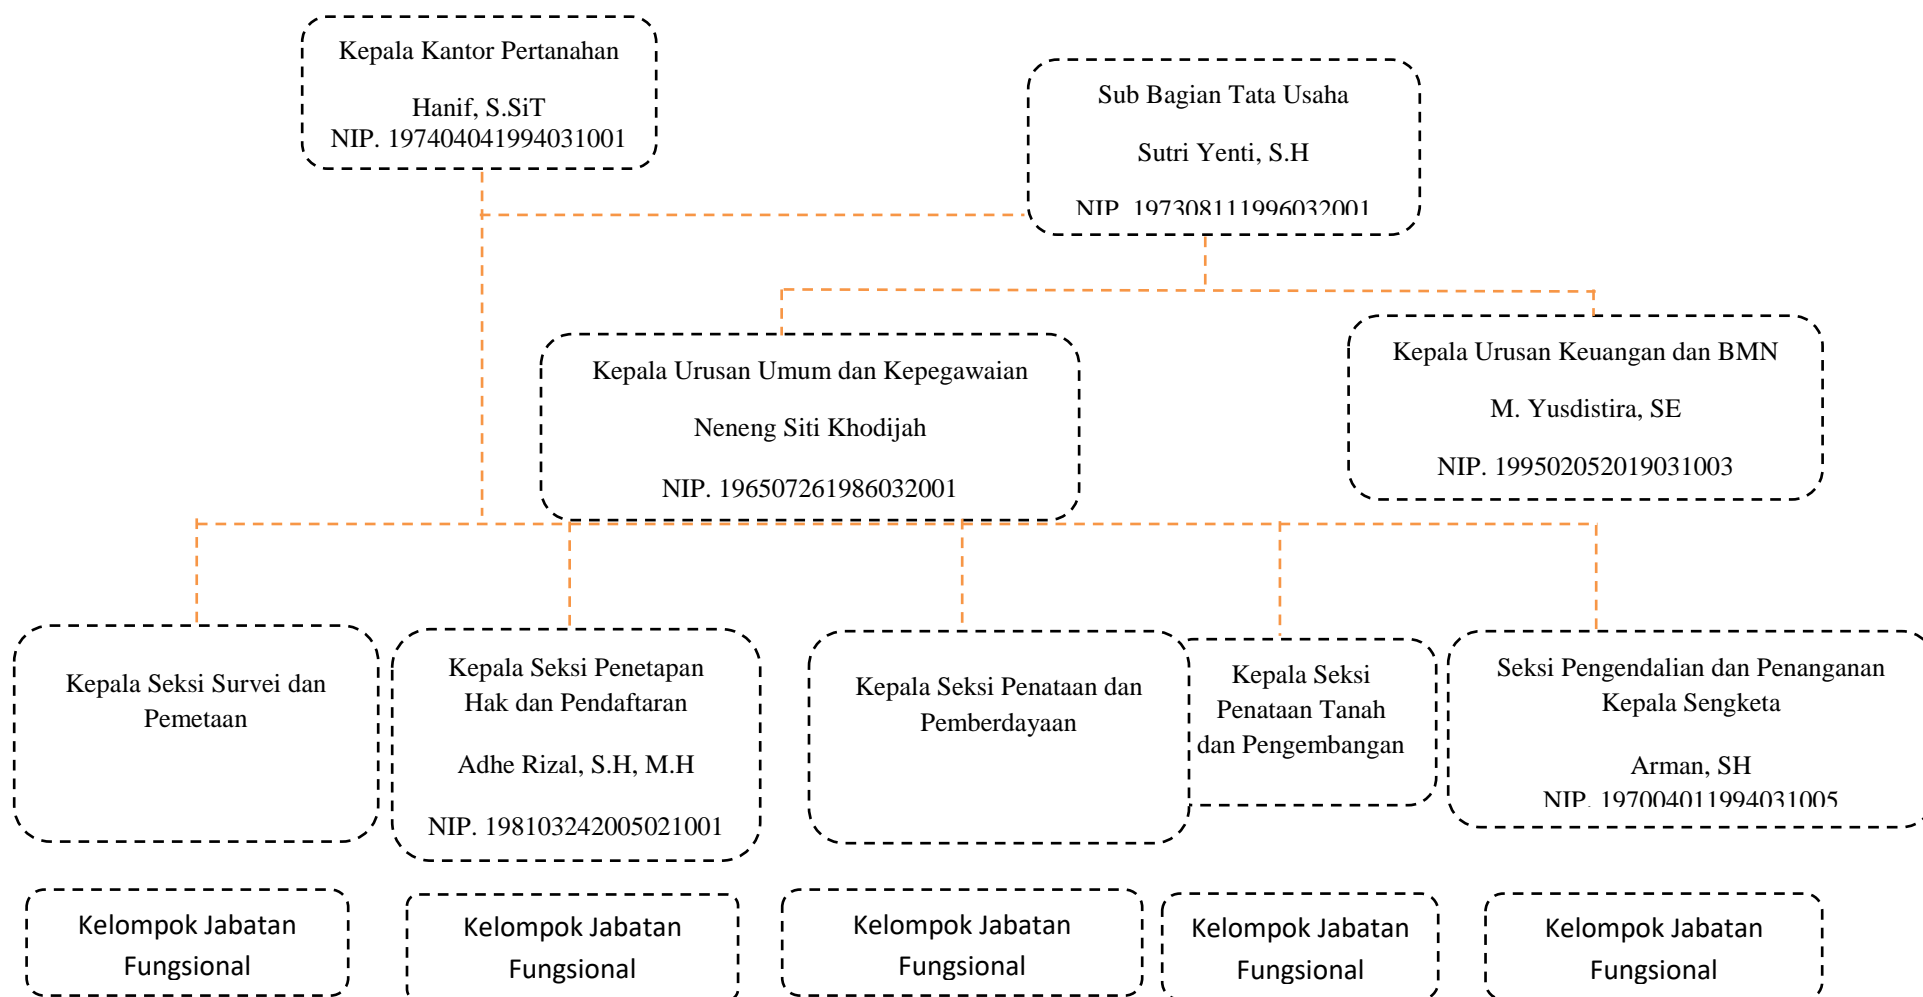 Kepala Kantor Pertanahan
Hanif, S.SiT
NIP. 197404041994031001
Sub Bagian Tata Usaha
Sutri Yenti, S.H
NIP. 197308111996032001
Kepala Urusan Umum dan Kepegawaian
Neneng Siti Khodijah
NIP. 196507261986032001
Kepala Urusan Keuangan dan BMN
M. Yusdistira, SE
NIP. 199502052019031003
Kepala Seksi Survei dan
Pemetaan
Kepala Seksi Penetapan
Hak dan Pendaftaran
Adhe Rizal, S.H, M.H
NIP. 198103242005021001
Kepala Seksi Penataan dan
Pemberdayaan
Kepala Seksi
Penataan Tanah
dan Pengembangan
Seksi Pengendalian dan Penanganan
Kepala Sengketa
Arman, SH
NIP. 197004011994031005
Kelompok Jabatan
Fungsional
Kelompok Jabatan
Fungsional
Kelompok Jabatan
Fungsional
Kelompok Jabatan
Fungsional
Kelompok Jabatan
Fungsional